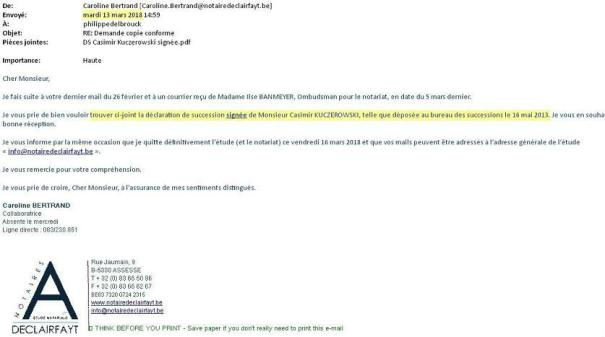 De: Caroline Bertrand [Caroline.Bertrand@notairedeclairfayt.be]
Envoyé: mardi 13 mars 2018 14:59
À: philippedelbrouck
Objet: RE: Demande copie conforme
Pièces jointes: DS Casimir Kuczerowski signée.pdf
Importance: Haute
Cher Monsieur,
Je fais suite à votre dernier mail du 26 février et à un courrier reçu de Madame Ilse BANMEYER, Ombudsman pour le notariat, en date du 5 mars dernier.
Je vous prie de bien vouloir trouver ci-joint la déclaration de succession signée de Monsieur Casimir KUCZEROWSKI, telle que déposée au bureau des successions le 16 mai 2013. Je vous en souha
bonne réception.
Je vous informe par la même occasion que je quitte définitivement l'étude (et le notariat) ce vendredi 16 mars 2018 et que vos mails peuvent être adressés à l'adresse générale de l'étude
« info@notairedeclairfayt.be ».
Je vous remercie pour votre compréhension.
Je vous prie de croire, Cher Monsieur, à l'assurance de mes sentiments distingués.
Caroline BERTRAND
Collaboratrice
Absente le mercredi
Ligne directe : 083/230.851
NOTAIRES
A
ETUDE NOTARIALE
DECLAIRFAYT
Rue Jaumain, 9
B-5330 ASSESSE
T + 32 (0) 83 65 50 86
F + 32 (0) 83 65 62 67
BE63 7320 0724 2315
www.notairedeclairfayt.be
info@notairedeclairfayt.be
THINK BEFORE YOU PRINT - Save paper if you don't really need to print this e-mail